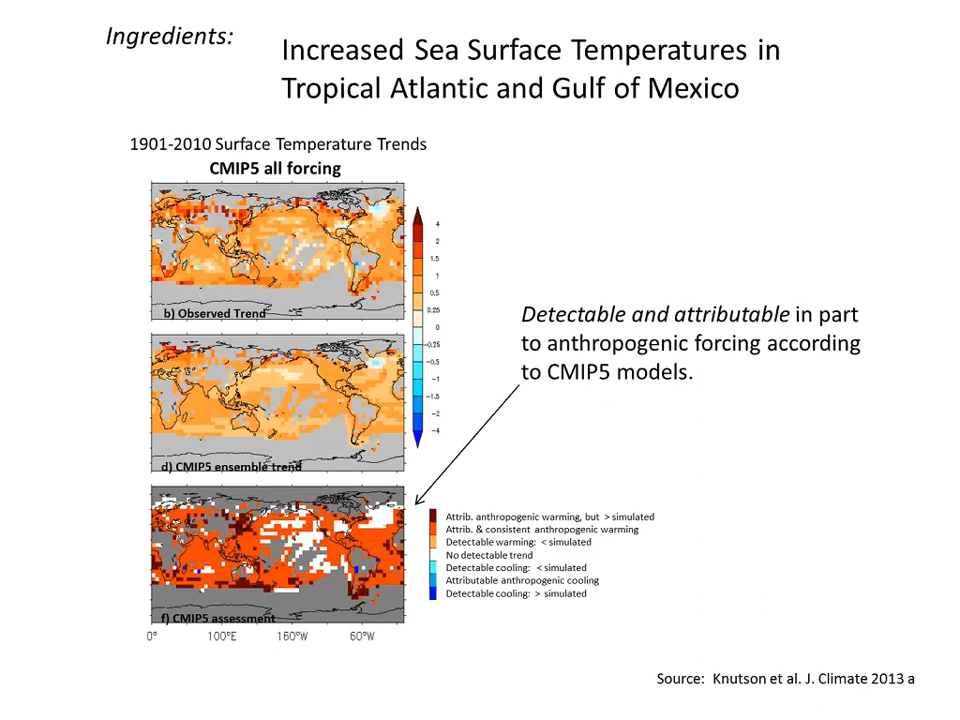 Ingredients:
Increased Sea Surface Temperatures in
Tropical Atlantic and Gulf of Mexico
1901-2010 Surface Temperature Trends
CMIP5 all forcing
b) Observed Trend
4
2
1.5
1
0.5
0.25
0
-0.25
-0.5
-1
-1.5
-2
-4
d) CMIP5 ensemble trend
Detectable and attributable in part
to anthropogenic forcing according
to CMIP5 models.
f) CMIP5 assessment
0° 100°E 160°W 60°W
Attrib. anthropogenic warming, but > simulated
Attrib. & consistent anthropogenic warming
Detectable warming: < simulated
No detectable trend
Detectable cooling: < simulated
Attributable anthropogenic cooling
Detectable cooling: > simulated
Source: Knutson et al. J. Climate 2013 a